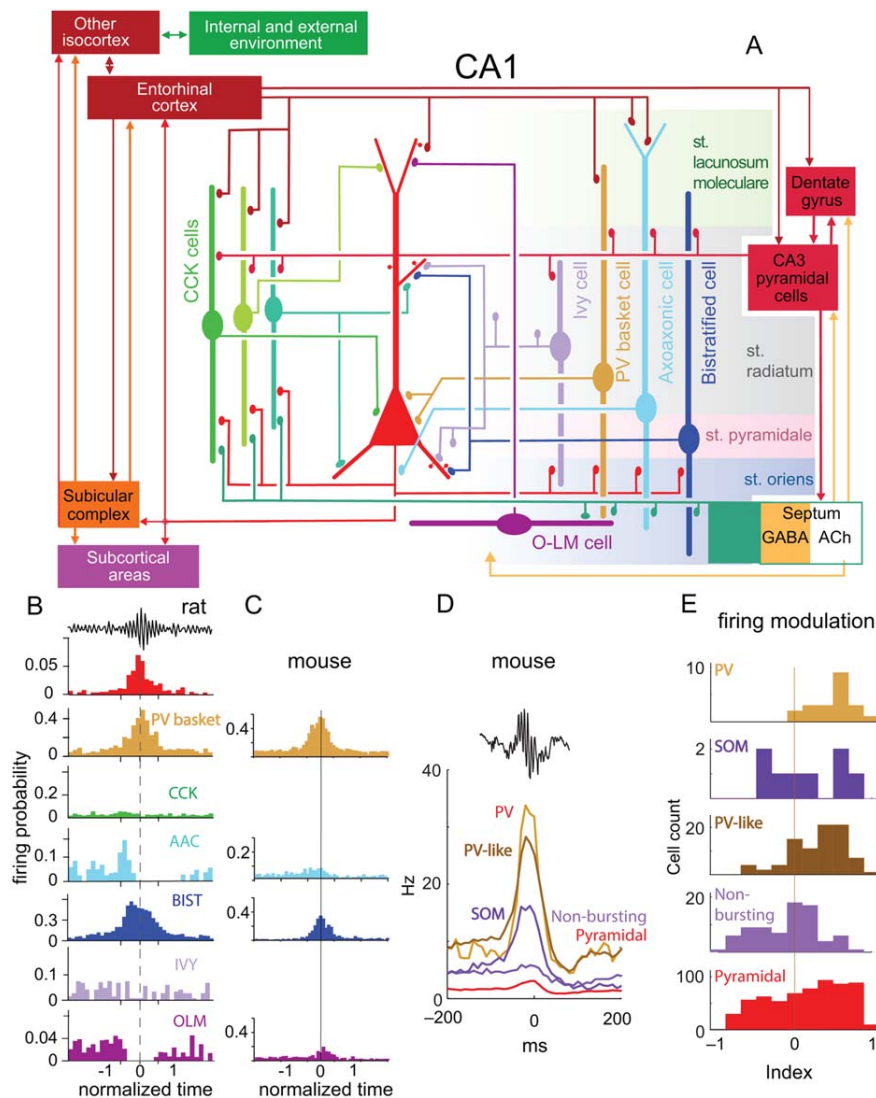 Other
isocortex
Internal and external
environment
A
CA1
Entorhinal
cortex
st.
lacunosum
moleculare
Dentate
gyrus
CCK cells
CA3
pyramidal
cells
Ivy cell
PV basket cell
Axoaxonic cell
Bistratified cell
st.
radiatum
st. pyramidale
st. oriens
Subicular
complex
Septum
GABA ACh
O-LM cell
Subcortical
areas
B
rat
0.05
0
PV basket
0.4
0
CCK
0.1
0
AAC
0.1
0
BIST
0.3
0
IVY
0.1
0
OLM
0.04
0
-1 0 1
normalized time
firing probability
C
mouse
0.4
0.2
0.4
0.2
-1 0 1
normalized time
D
mouse
40
20
0
Hz
PV
PV-like
SOM
Non-bursting
Pyramidal
−200 0 200
ms
E
firing modulation
10
PV
2
SOM
20
PV-like
20
Non-
bursting
100
Pyramidal
0
Cell count
−1 0 1
Index